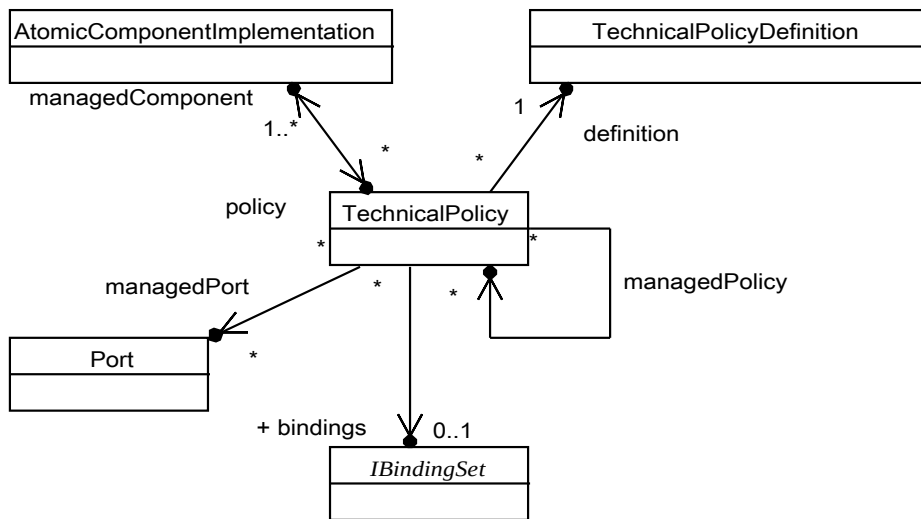 AtomicComponentImplementation
TechnicalPolicyDefinition
managedComponent
1..*
1
definition
*
*
policy
TechnicalPolicy
*
*
managedPort
*
*
managedPolicy
Port
*
+ bindings
0..1
IBindingSet